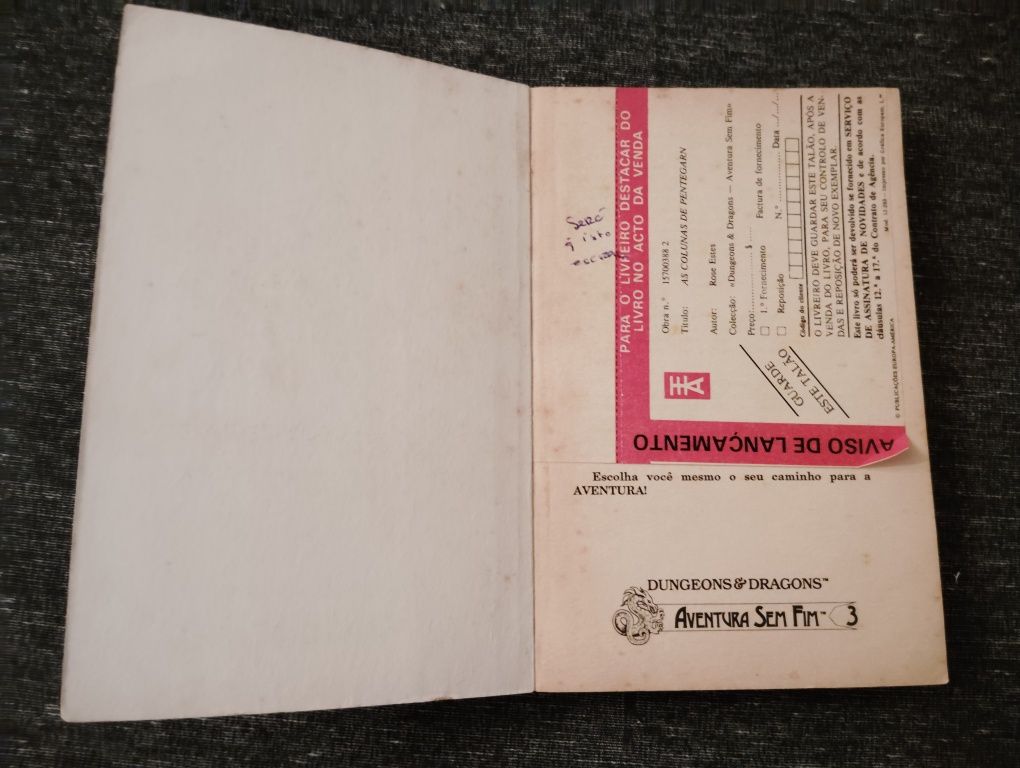 PARA O LIVREIRO DESTACAR DO
LIVRO NO ACTO DA VENDA
Obra n.º 15700388 2
Título: AS COLUNAS DE PENTEGARN
Autor: Rose Estes
Colecção: «Dungeons & Dragons — Aventura Sem Fim»
Preço:............ $ .....
1.º Fornecimento Factura de fornecimento
Reposição N.º ................ Data .../.../...
Código do cliente
O LIVREIRO DEVE GUARDAR ESTE TALÃO, APÓS A
VENDA DO LIVRO, PARA SEU CONTROLO DE VEN-
DAS E REPOSIÇÃO DE NOVO EXEMPLAR.
Este livro só poderá ser devolvido se fornecido em SERVIÇO
DE ASSINATURA DE NOVIDADES e de acordo com as
cláusulas 12.ª a 17.ª do Contrato de Agência.
© PUBLICAÇÕES EUROPA-AMÉRICA
GUARDE
ESTE TALÃO
AVISO DE LANÇAMENTO
Será
isto
Escolha você mesmo o seu caminho para a
AVENTURA!
DUNGEONS & DRAGONS™
AVENTURA SEM FIM™ 3